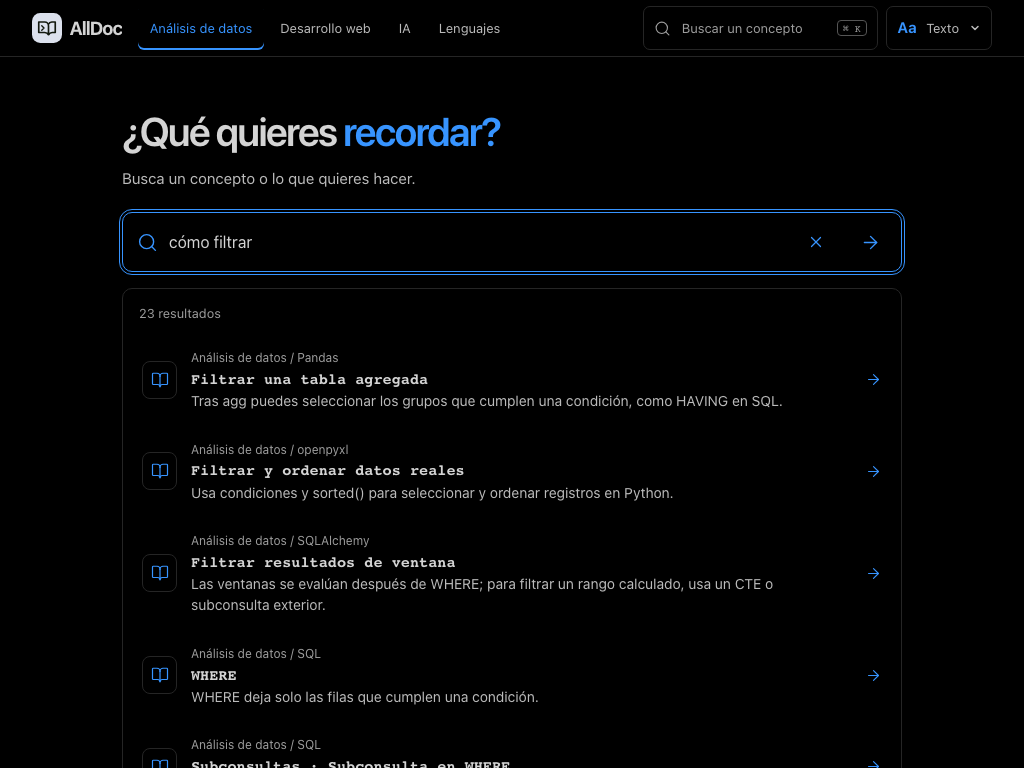 AllDoc
Análisis de datos
Desarrollo web
IA
Lenguajes
Buscar un concepto
⌘ K
Aa Texto
¿Qué quieres recordar?
Busca un concepto o lo que quieres hacer.
cómo filtrar
23 resultados
Análisis de datos / Pandas
Filtrar una tabla agregada
Tras agg puedes seleccionar los grupos que cumplen una condición, como HAVING en SQL.
Análisis de datos / openpyxl
Filtrar y ordenar datos reales
Usa condiciones y sorted() para seleccionar y ordenar registros en Python.
Análisis de datos / SQLAlchemy
Filtrar resultados de ventana
Las ventanas se evalúan después de WHERE; para filtrar un rango calculado, usa un CTE o
subconsulta exterior.
Análisis de datos / SQL
WHERE
WHERE deja solo las filas que cumplen una condición.
Análisis de datos / SQL
Subconsultas · Subconsulta en WHERE